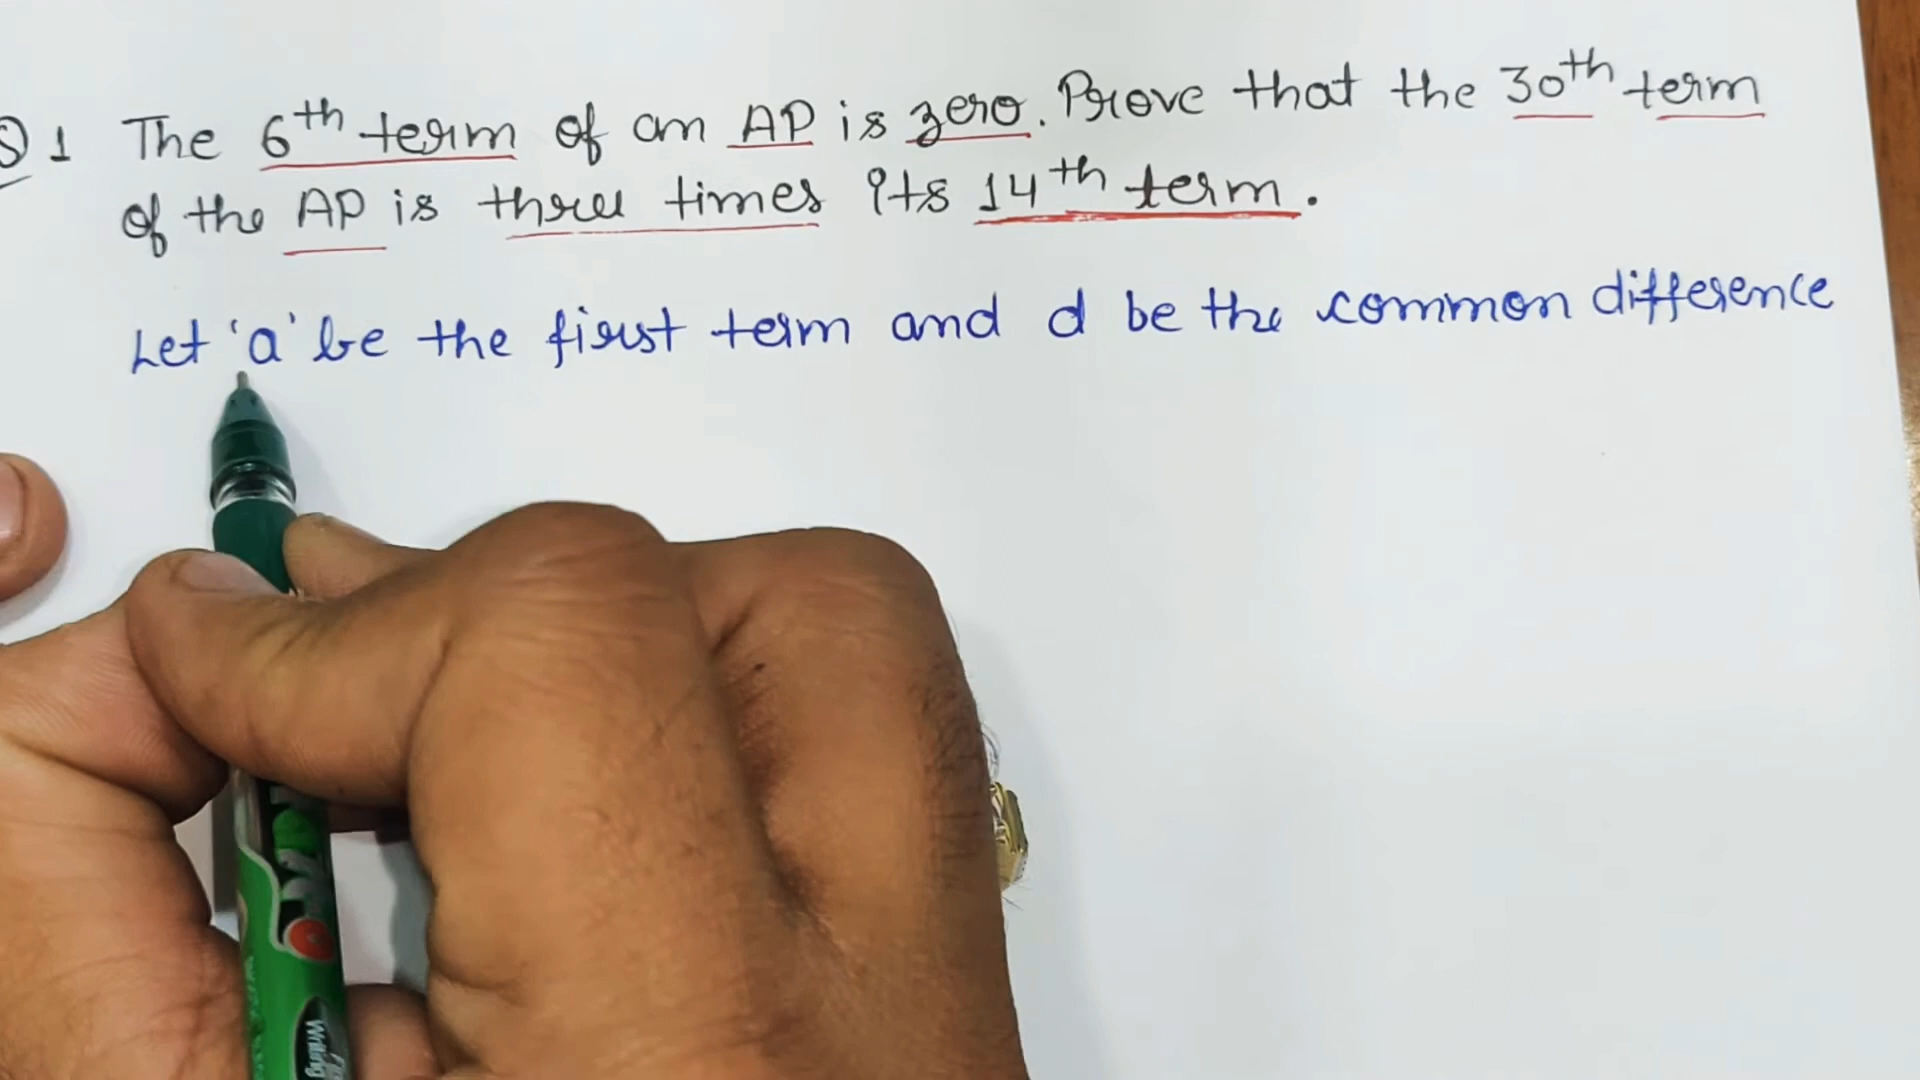 Q1 The 6th term of an AP is zero. Prove that the 30th term
of the AP is three times its 14th term.
Let 'a' be the first term and d be the common difference
Writing